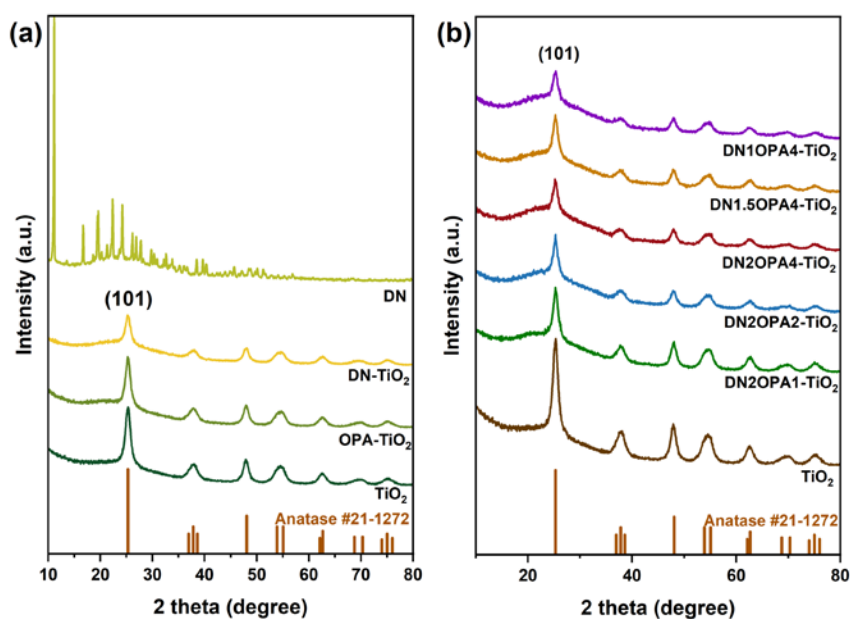 (a)
(101)
DN
DN-TiO₂
OPA-TiO₂
TiO₂
Anatase #21-1272
10 20 30 40 50 60 70 80
2 theta (degree)
Intensity (a.u.)
(b)
(101)
DN1OPA4-TiO₂
DN1.5OPA4-TiO₂
DN2OPA4-TiO₂
DN2OPA2-TiO₂
DN2OPA1-TiO₂
TiO₂
Anatase #21-1272
20 40 60 80
2 theta (degree)
Intensity (a.u.)